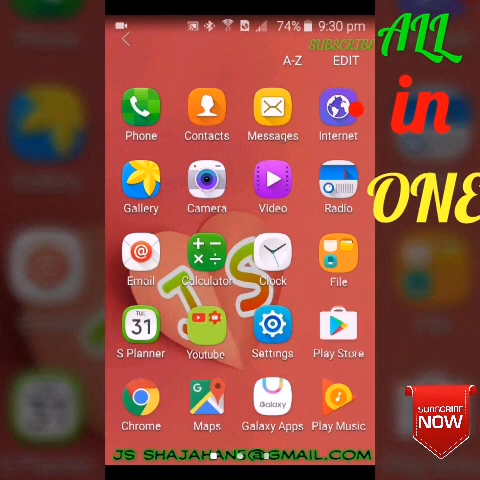 74% 9:30 pm
SUBSCRIBE
ALL
A-Z EDIT
in
Phone Contacts Messages Internet
ONE
Gallery Camera Video Radio
Email Calculator Clock File
J S
TUE
31
S Planner Youtube Settings Play Store
SUBSCRIBE
NOW
Galaxy
Chrome Maps Galaxy Apps Play Music
JS SHAJAHAN3@GMAIL.COM